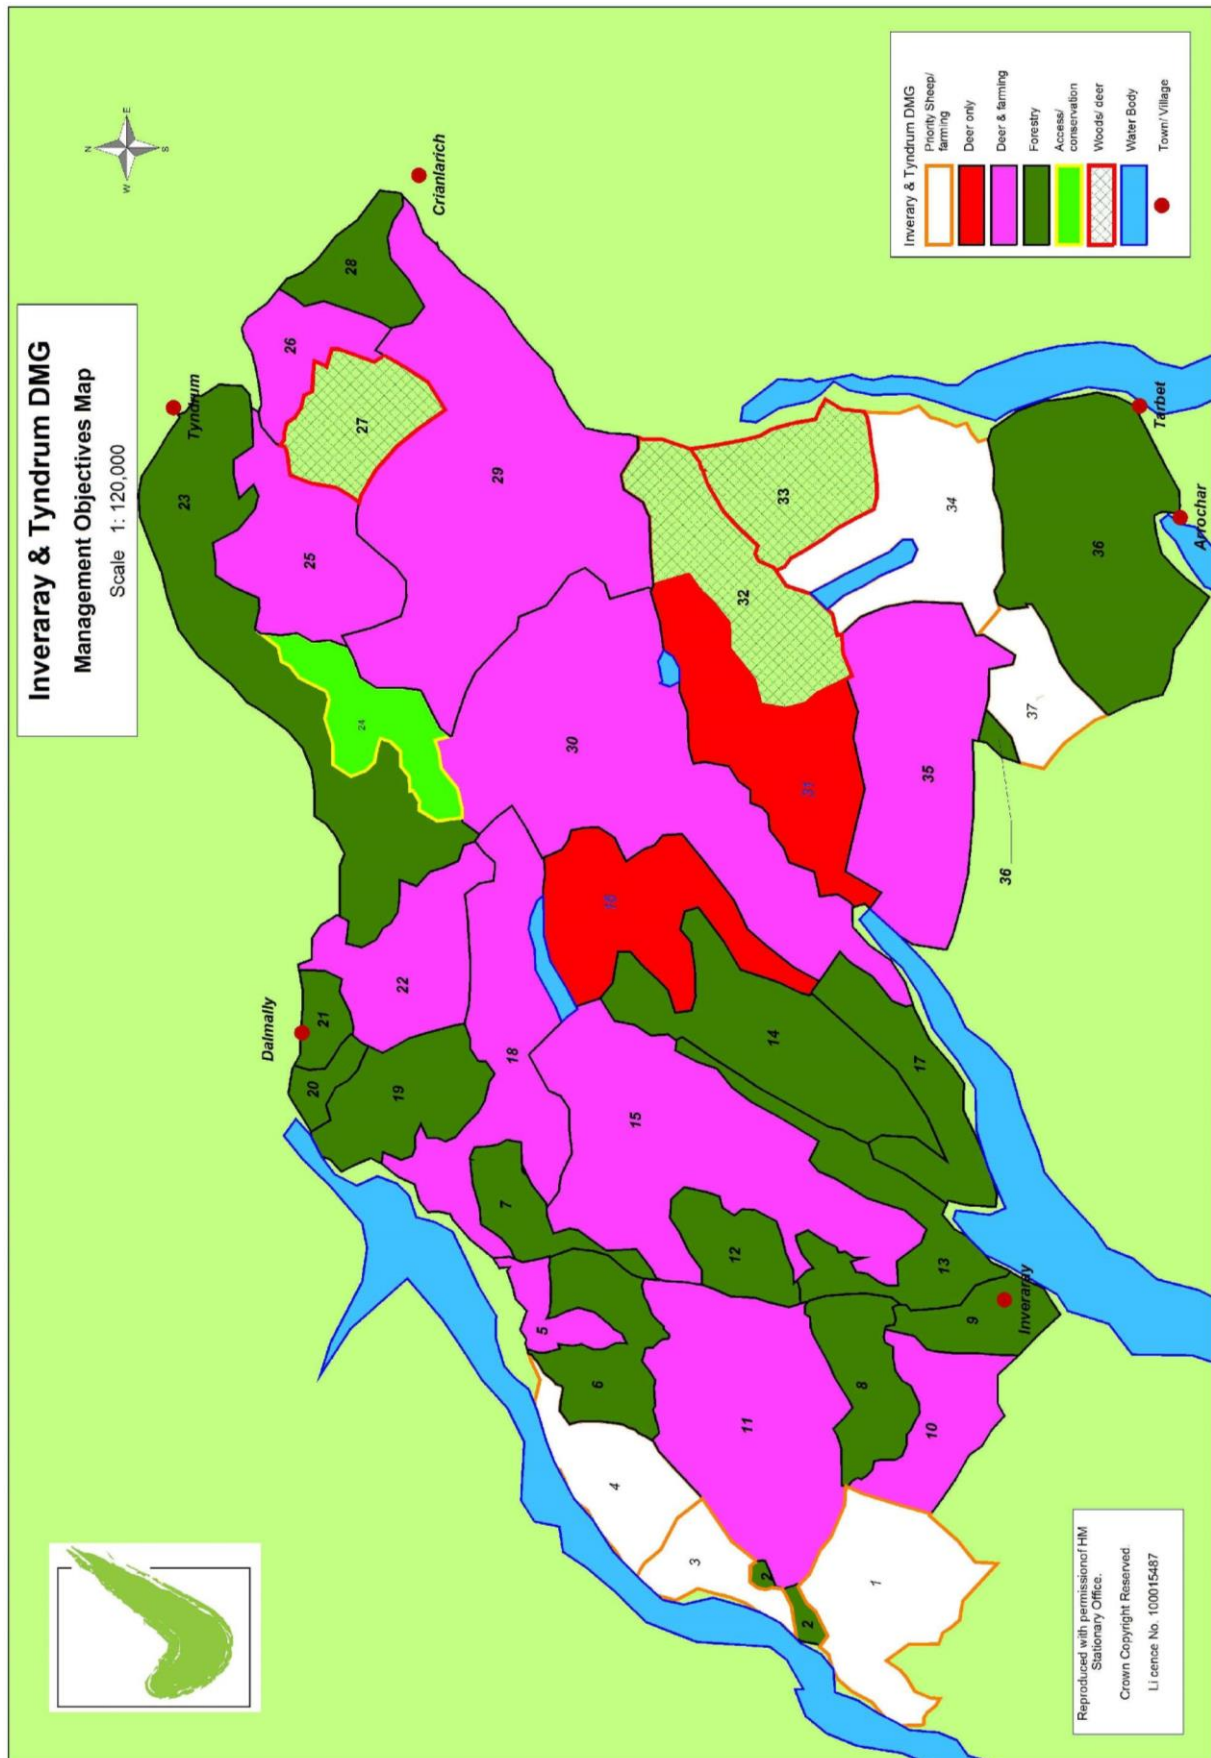 Inveraray & Tyndrum DMG
Management Objectives Map
Scale 1: 120,000
N
W
E
S
Tyndrum
Crianlarich
Dalmally
23
28
26
27
25
24
29
21
20
22
19
30
18
7
5
16
32
33
6
15
4
31
34
14
12
11
3
35
17
36
Tarbet
13
8
37
2
2
9
Inveraray
10
1
36
Arrochar
Inverary & Tyndrum DMG
Priority Sheep/
farming
Deer only
Deer & farming
Forestry
Access/
conservation
Woods/ deer
Water Body
Town/ Village
Reproduced with permissionof HM
Stationary Office.
Crown Copyright Reserved
Li cence No. 100015487